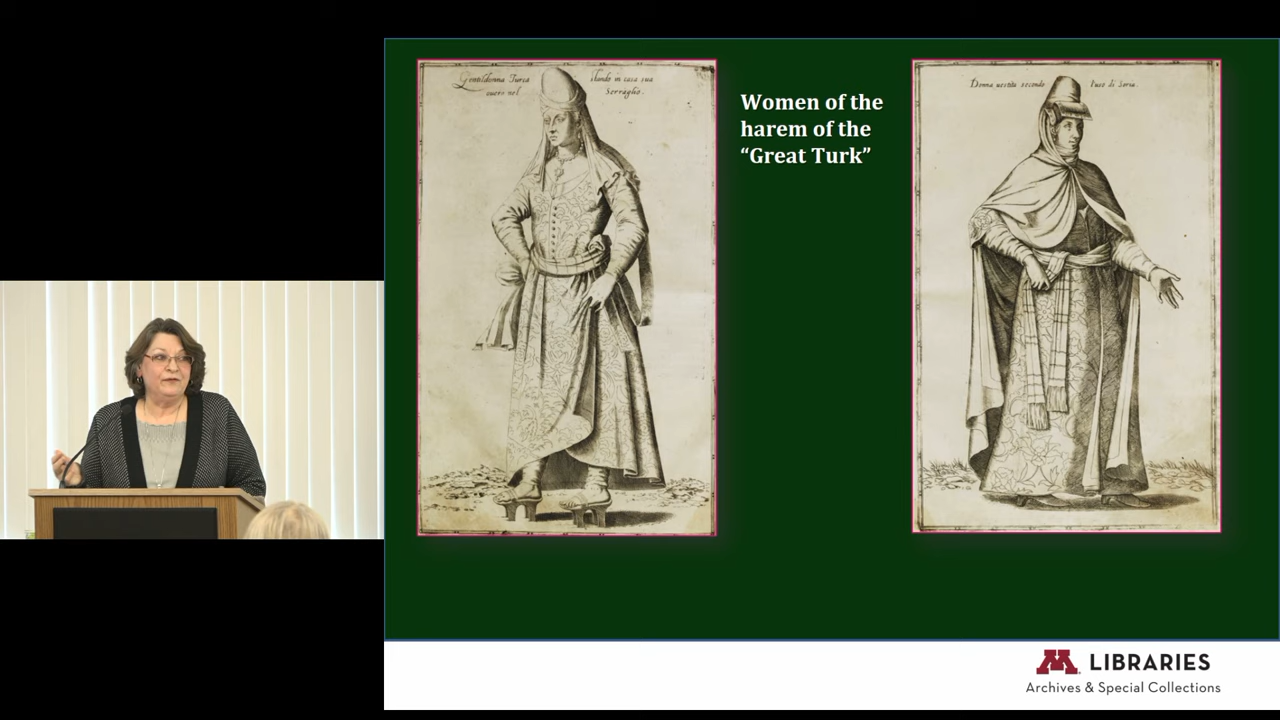 Gentildonna Turca stando in casa sua
overo nel Serraglio.
Women of the
harem of the
“Great Turk”
Donna uestita secondo l'uso di Soria.
M LIBRARIES
Archives & Special Collections